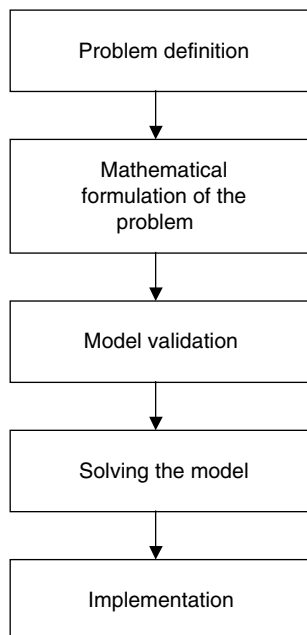 Problem definition
Mathematical
formulation of the
problem
Model validation
Solving the model
Implementation